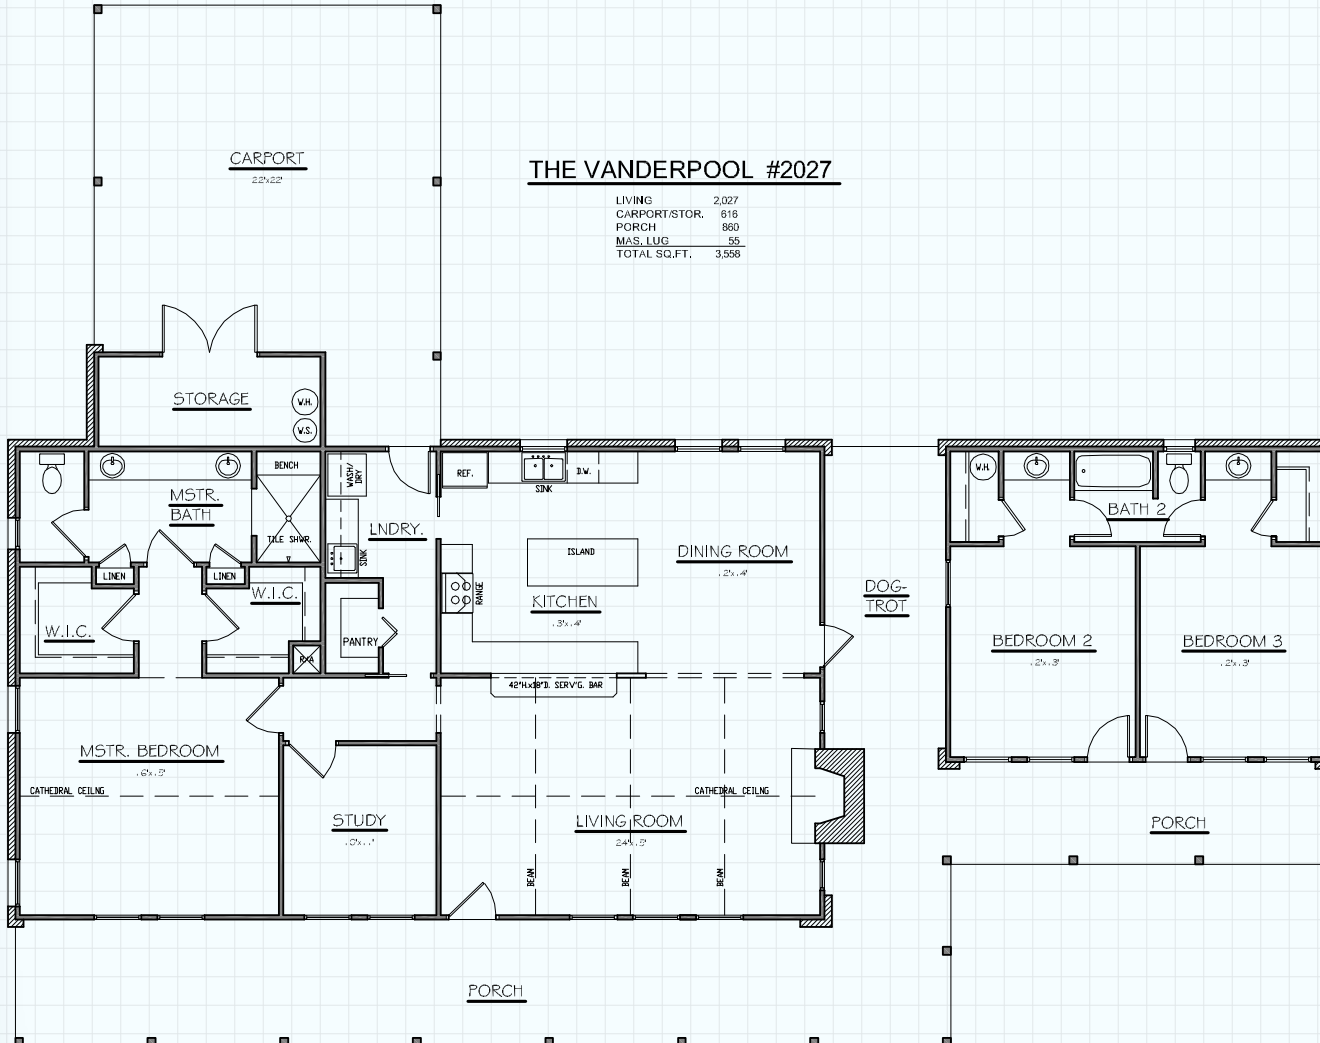 CARPORT
22'x22'
THE VANDERPOOL #2027
LIVING 2,027
CARPORT/STOR. 616
PORCH 860
MAS. LUG 55
TOTAL SQ.FT. 3,558
STORAGE
W.H.
W.S.
BENCH
MSTR.
BATH
TILE SHWR.
WASH/
DRY
LNDRY.
SINK
REF.
SINK
D.W.
ISLAND
RANGE
KITCHEN
DINING ROOM
LINEN
LINEN
W.I.C.
W.I.C.
PANTRY
R/A
42"H.x18"D. SERV'G. BAR
DOG-
TROT
W.H.
BATH 2
BEDROOM 2
BEDROOM 3
MSTR. BEDROOM
CATHEDRAL CEILNG
STUDY
CATHEDRAL CEILNG
LIVING ROOM
BEAM
BEAM
BEAM
PORCH
PORCH